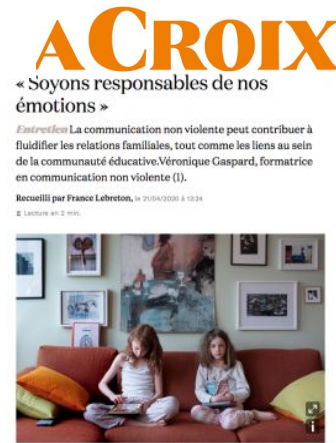 A CROIX
« Soyons responsables de nos
émotions »
Entretien La communication non violente peut contribuer à
fluidifier les relations familiales, tout comme les liens au sein
de la communauté éducative.Véronique Gaspard, formatrice
en communication non violente (1).
Recueilli par France Lebreton, le 21/04/2020 à 13:34
Lecture en 2 min.